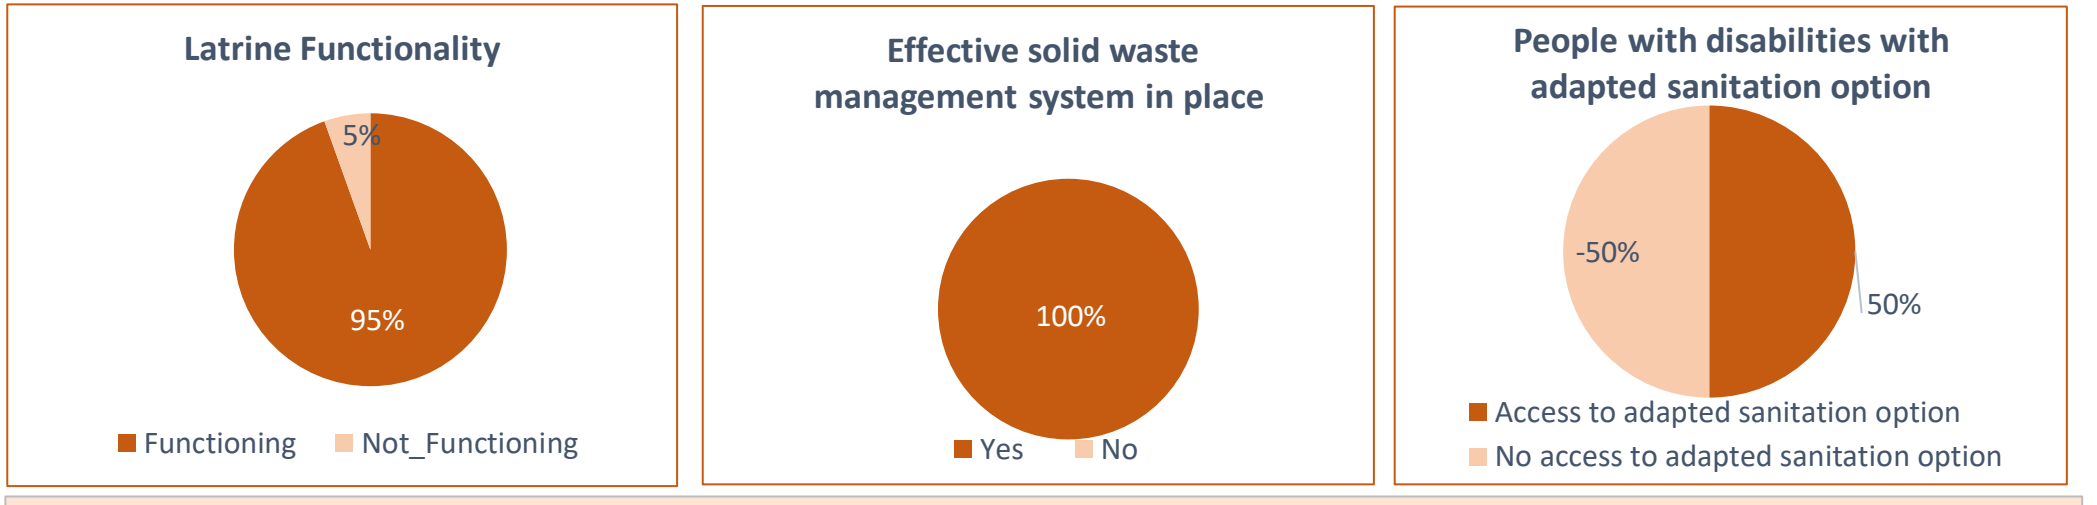 Latrine Functionality
5%
95%
Functioning
Not_Functioning
Effective solid waste
management system in place
100%
Yes
No
People with disabilities with
adapted sanitation option
-50%
50%
Access to adapted sanitation option
No access to adapted sanitation option